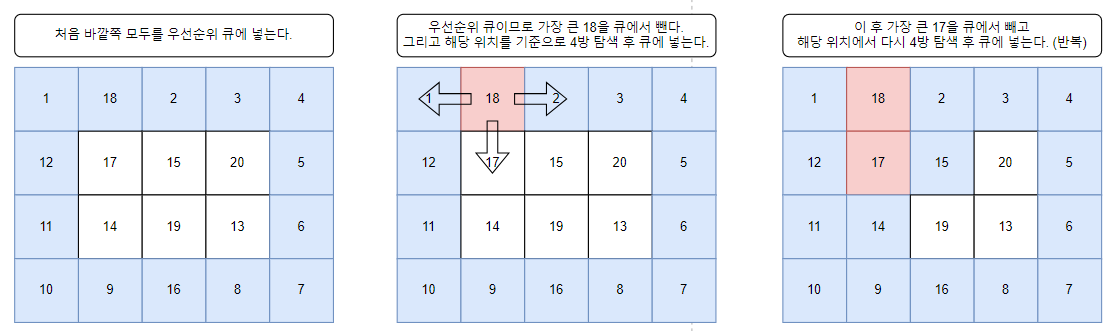 처음 바깥쪽 모두를 우선순위 큐에 넣는다.
1 18 2 3 4
12 17 15 20 5
11 14 19 13 6
10 9 16 8 7
우선순위 큐이므로 가장 큰 18을 큐에서 뺀다.
그리고 해당 위치를 기준으로 4방 탐색 후 큐에 넣는다.
1 18 2 3 4
12 17 15 20 5
11 14 19 13 6
10 9 16 8 7
이 후 가장 큰 17을 큐에서 빼고
해당 위치에서 다시 4방 탐색 후 큐에 넣는다. (반복)
1 18 2 3 4
12 17 15 20 5
11 14 19 13 6
10 9 16 8 7